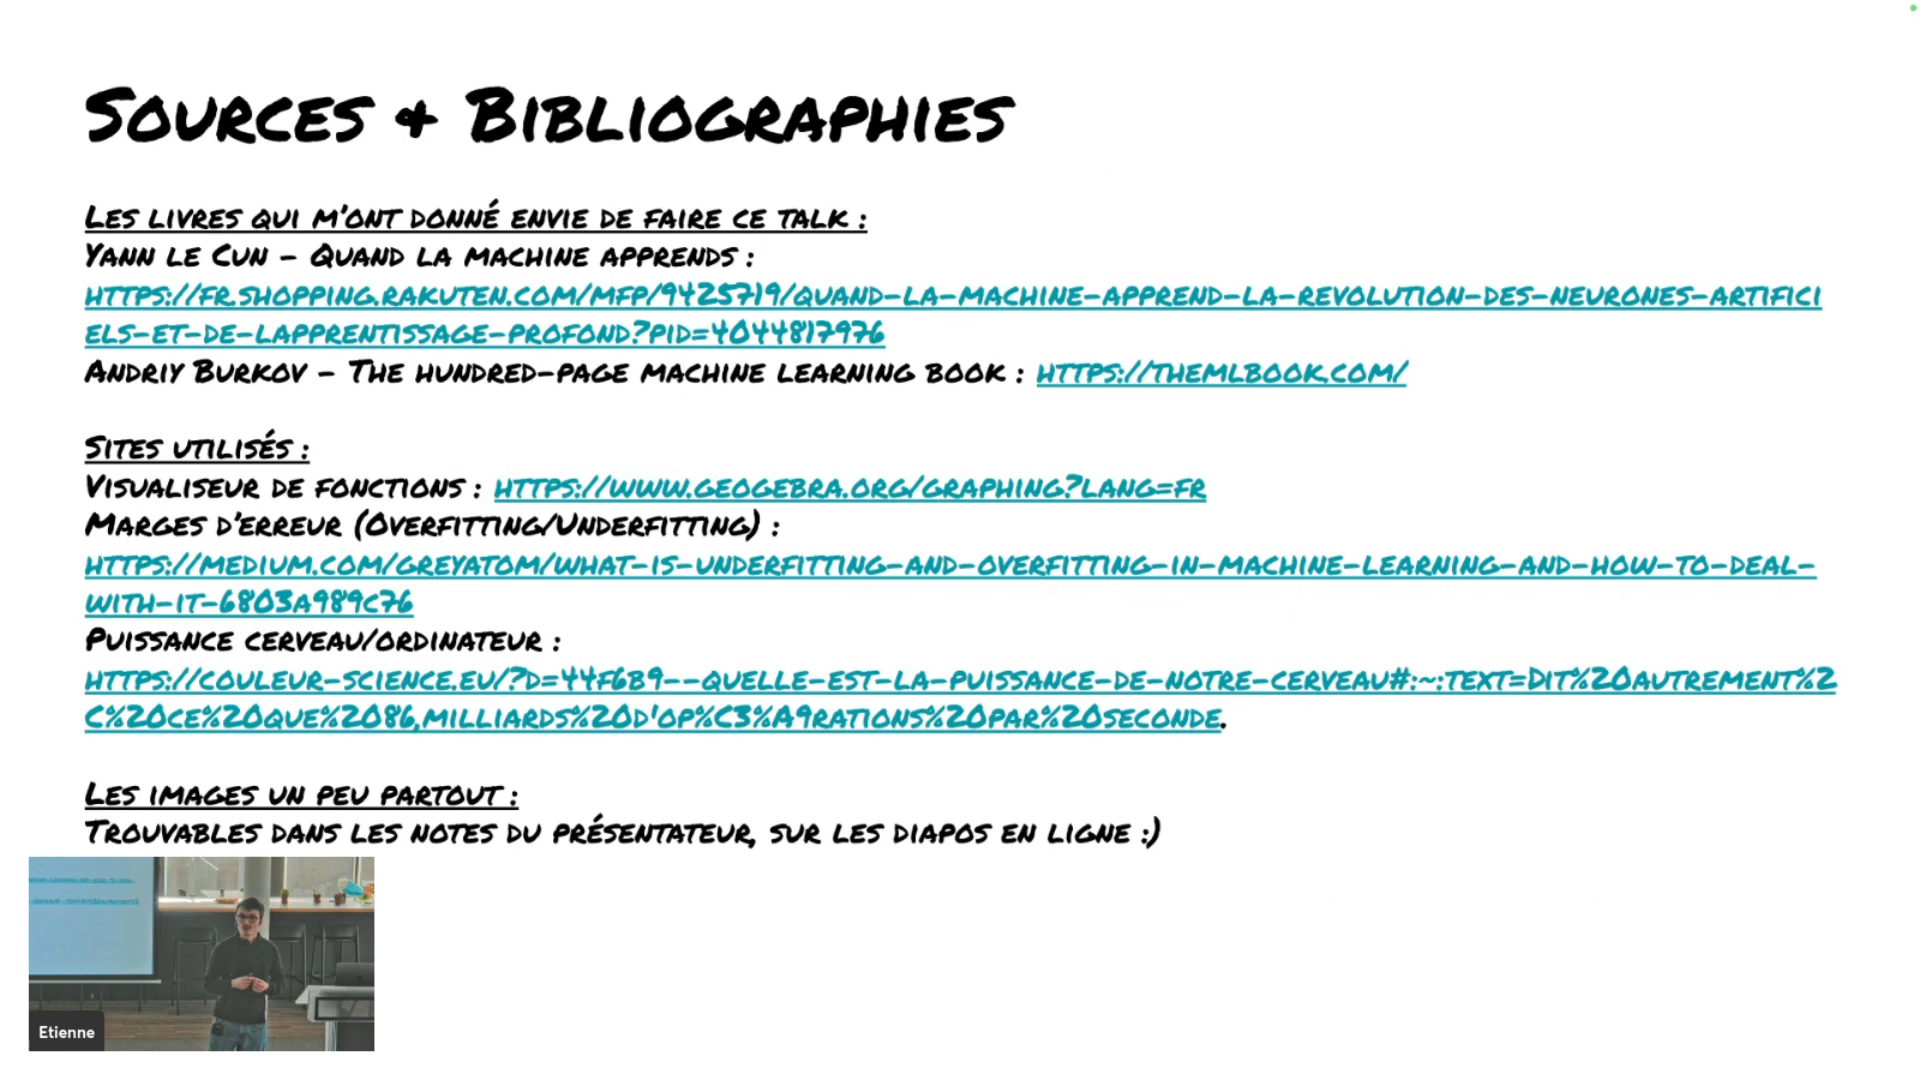 Sources & Bibliographies
Les livres qui m'ont donné envie de faire ce talk :
Yann le Cun - Quand la machine apprends :
https://fr.shopping.rakuten.com/mfp/9425719/quand-la-machine-apprend-la-revolution-des-neurones-artifici
els-et-de-lapprentissage-profond?pid=4044817976
Andriy Burkov - The hundred-page machine learning book : https://themlbook.com/
Sites utilisés :
Visualiseur de fonctions : https://www.geogebra.org/graphing?lang=fr
Marges d'erreur (Overfitting/Underfitting) :
https://medium.com/greyatom/what-is-underfitting-and-overfitting-in-machine-learning-and-how-to-deal-
with-it-6803a989c76
Puissance cerveau/ordinateur :
https://couleur-science.eu/?d=44f6b9--quelle-est-la-puissance-de-notre-cerveau#:~:text=Dit%20autrement%2
C%20ce%20que%2086,milliards%20d'op%C3%A9rations%20par%20seconde.
Les images un peu partout :
Trouvables dans les notes du présentateur, sur les diapos en ligne :)
Etienne